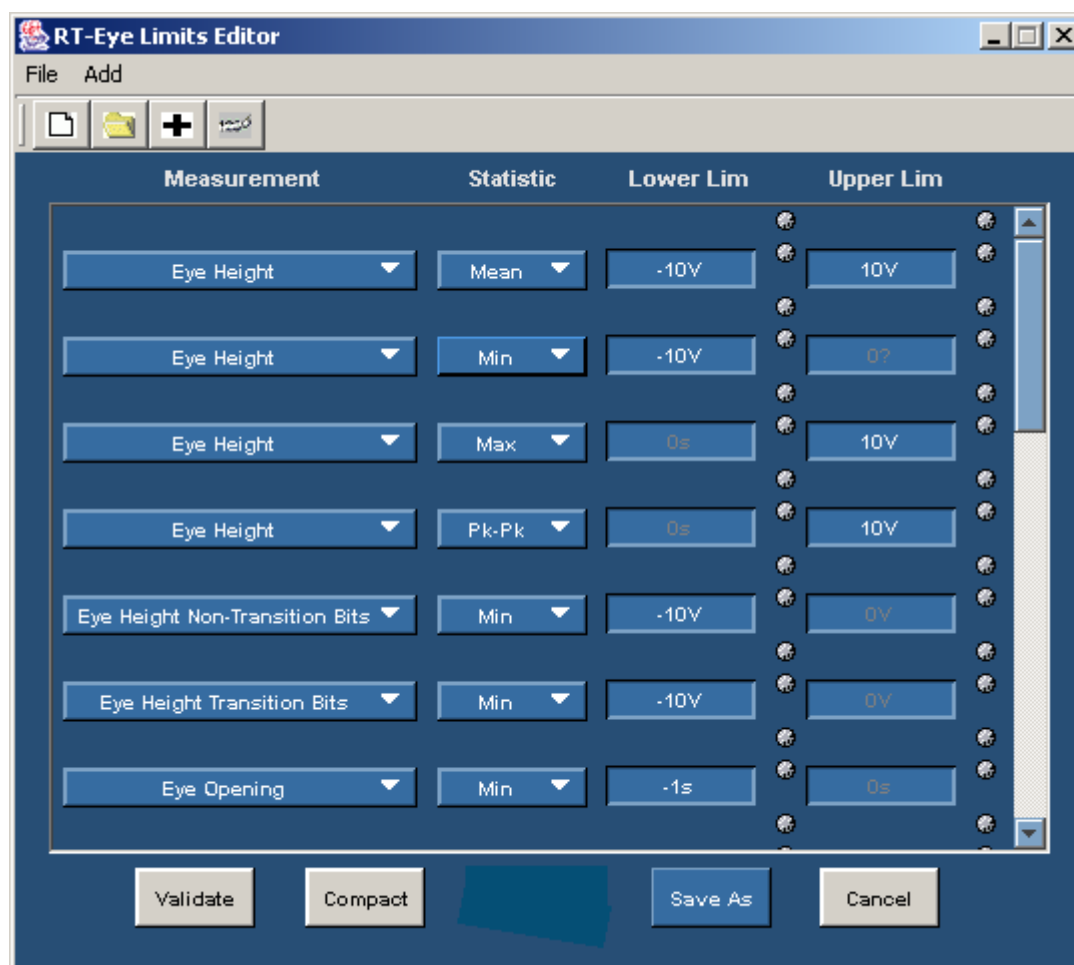 RT-Eye Limits Editor
File Add
Measurement Statistic Lower Lim Upper Lim
Eye Height Mean -10V 10V
Eye Height Min -10V 0?
Eye Height Max 0s 10V
Eye Height Pk-Pk 0s 10V
Eye Height Non-Transition Bits Min -10V 0V
Eye Height Transition Bits Min -10V 0V
Eye Opening Min -1s 0s
Validate Compact Save As Cancel